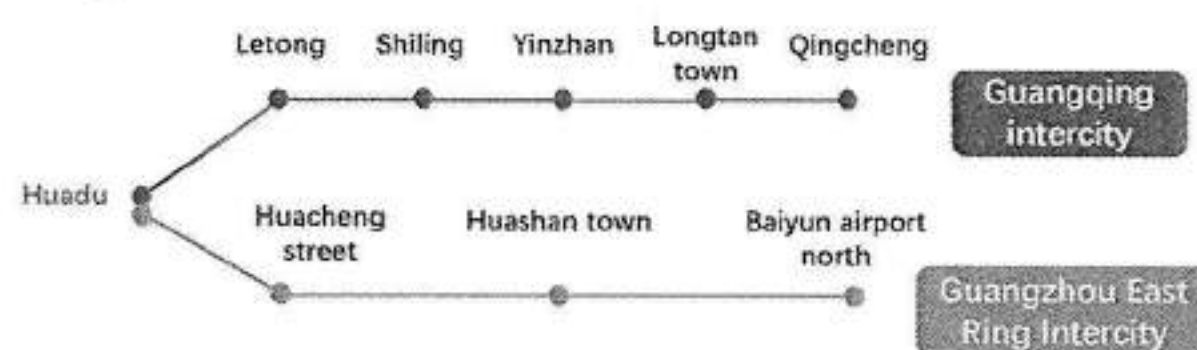 Letong Shiling Yinzhan Longtan town Qingcheng
Guangqing
intercity
Huadu
Huacheng street Huashan town Baiyun airport north
Guangzhou East
Ring Intercity